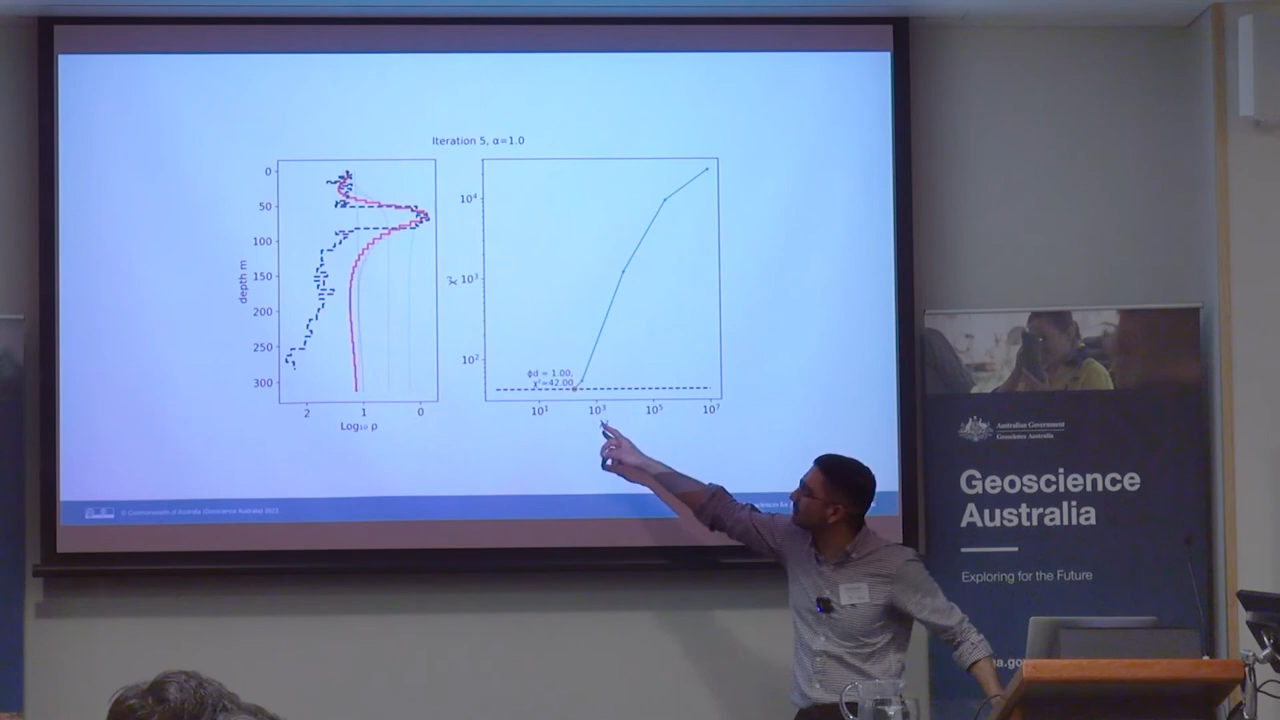 Iteration 5, α=1.0
0
50
100
150
200
250
300
depth m
2
1
0
Log₁₀ ρ
10⁴
10³
10²
χ²
ϕd = 1.00,
χ²=42.00
10¹
10³
10⁵
10⁷
© Commonwealth of Australia (Geoscience Australia) 2023
Australian Government
Geoscience Australia
Geoscience
Australia
Exploring for the Future